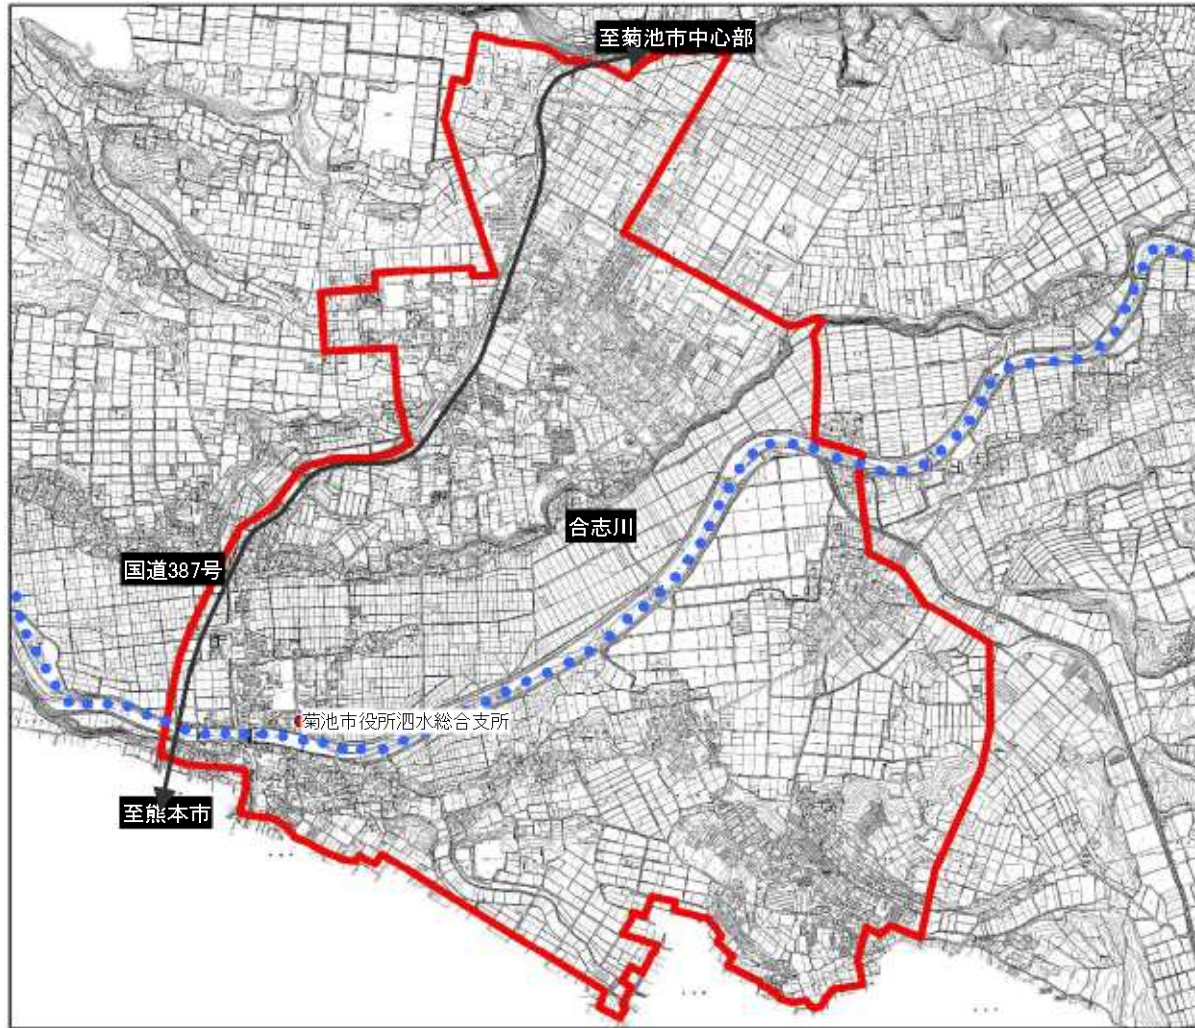 至菊池市中心部
合志川
国道387号
菊池市役所泗水総合支所
至熊本市